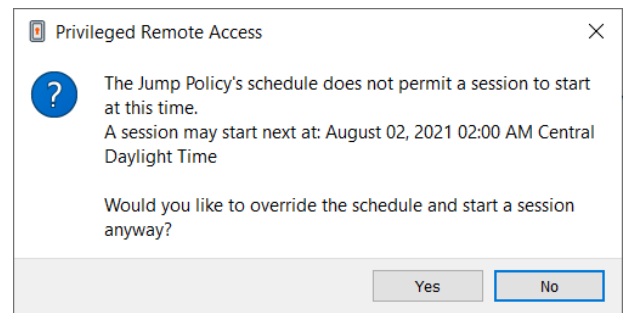 Privileged Remote Access
The Jump Policy's schedule does not permit a session to start
at this time.
A session may start next at: August 02, 2021 02:00 AM Central
Daylight Time
Would you like to override the schedule and start a session
anyway?
Yes
No